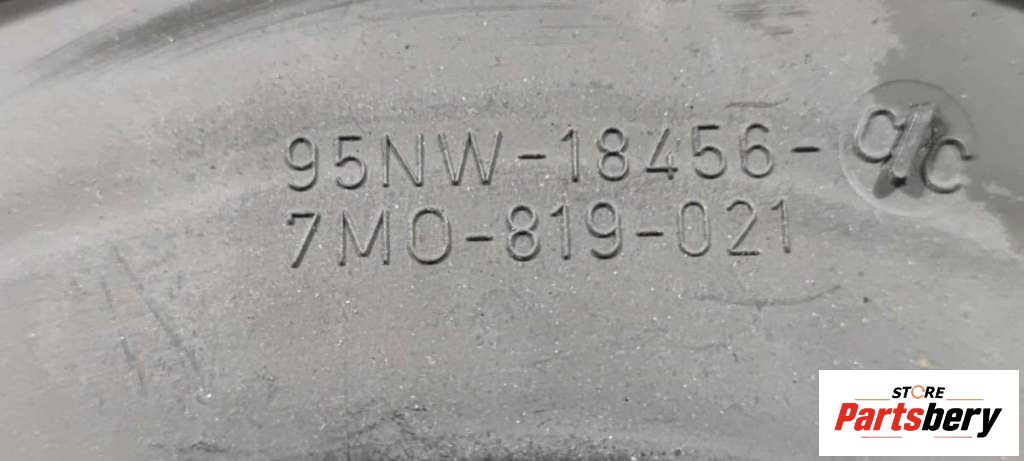 95NW-18456-
7M0-819-021
STORE
Partsbery